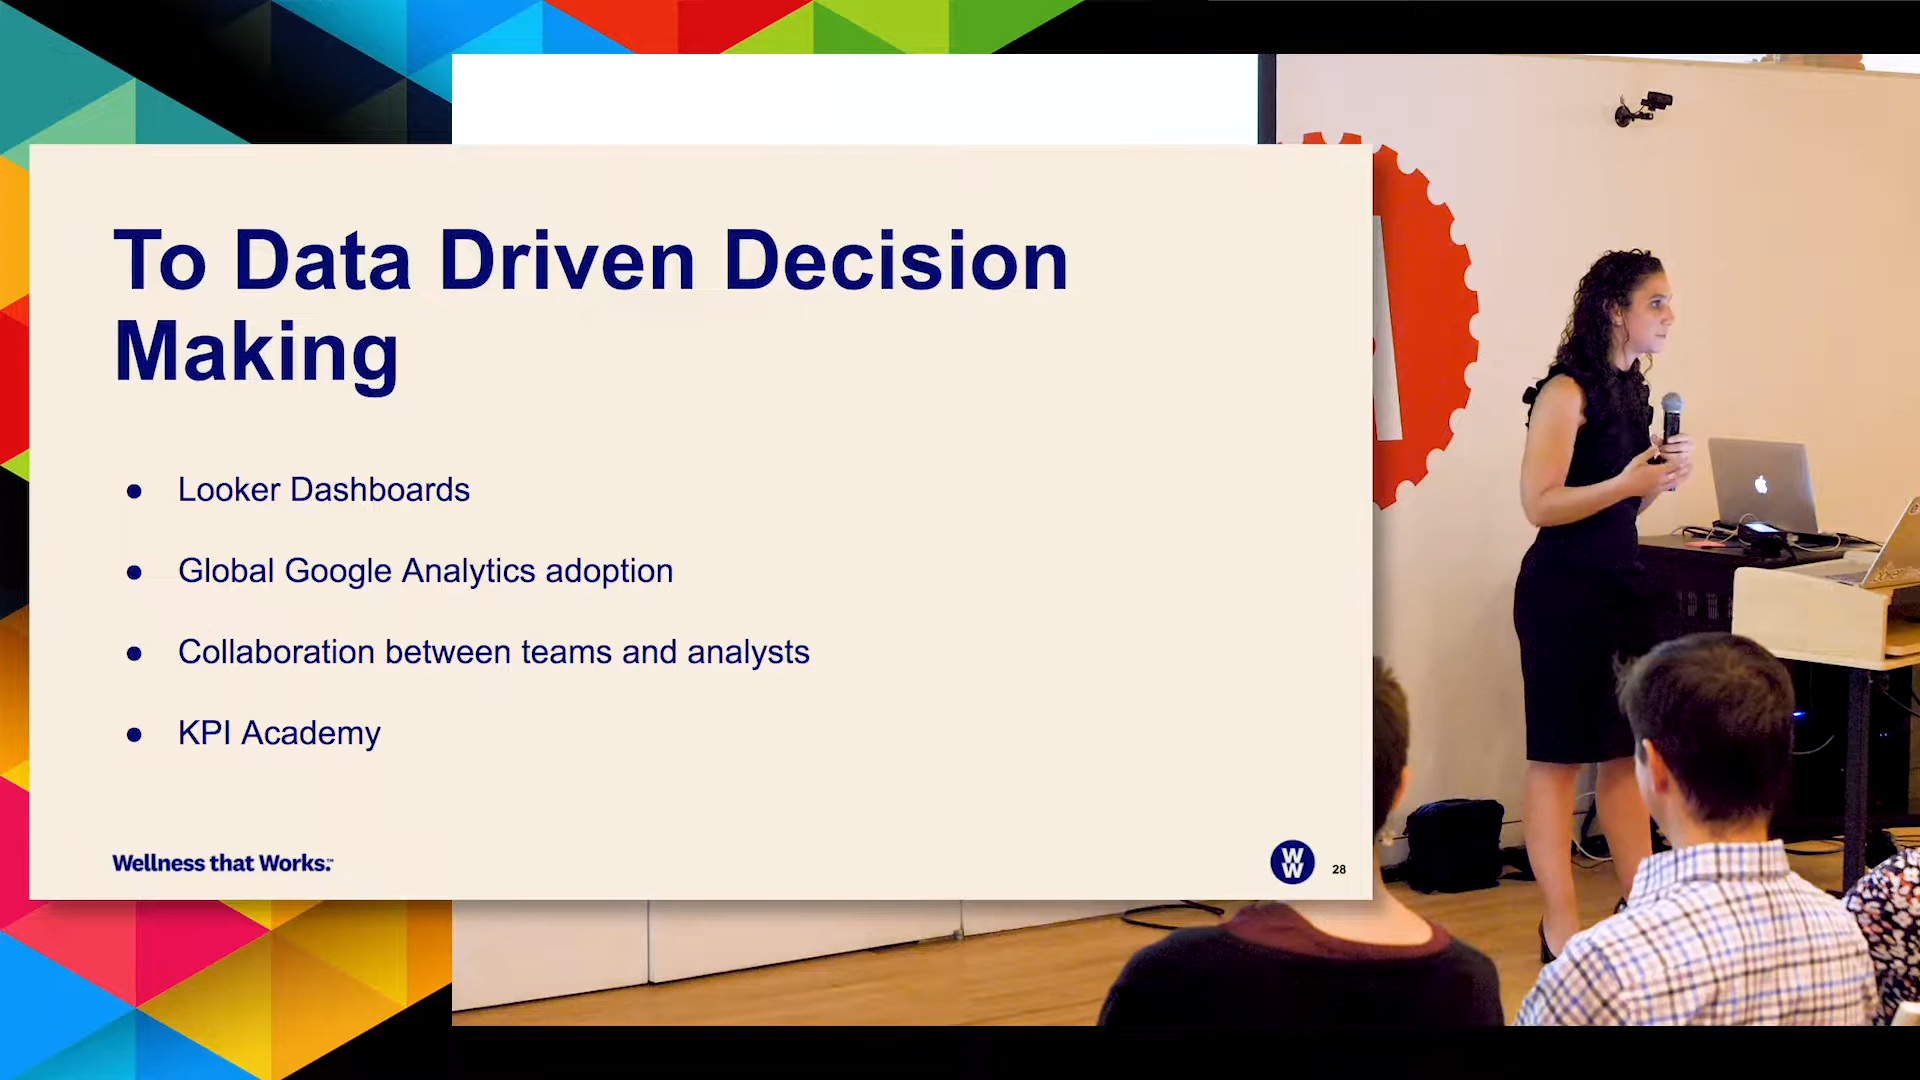 To Data Driven Decision
Making
● Looker Dashboards
● Global Google Analytics adoption
● Collaboration between teams and analysts
● KPI Academy
Wellness that Works.™
W
W
28